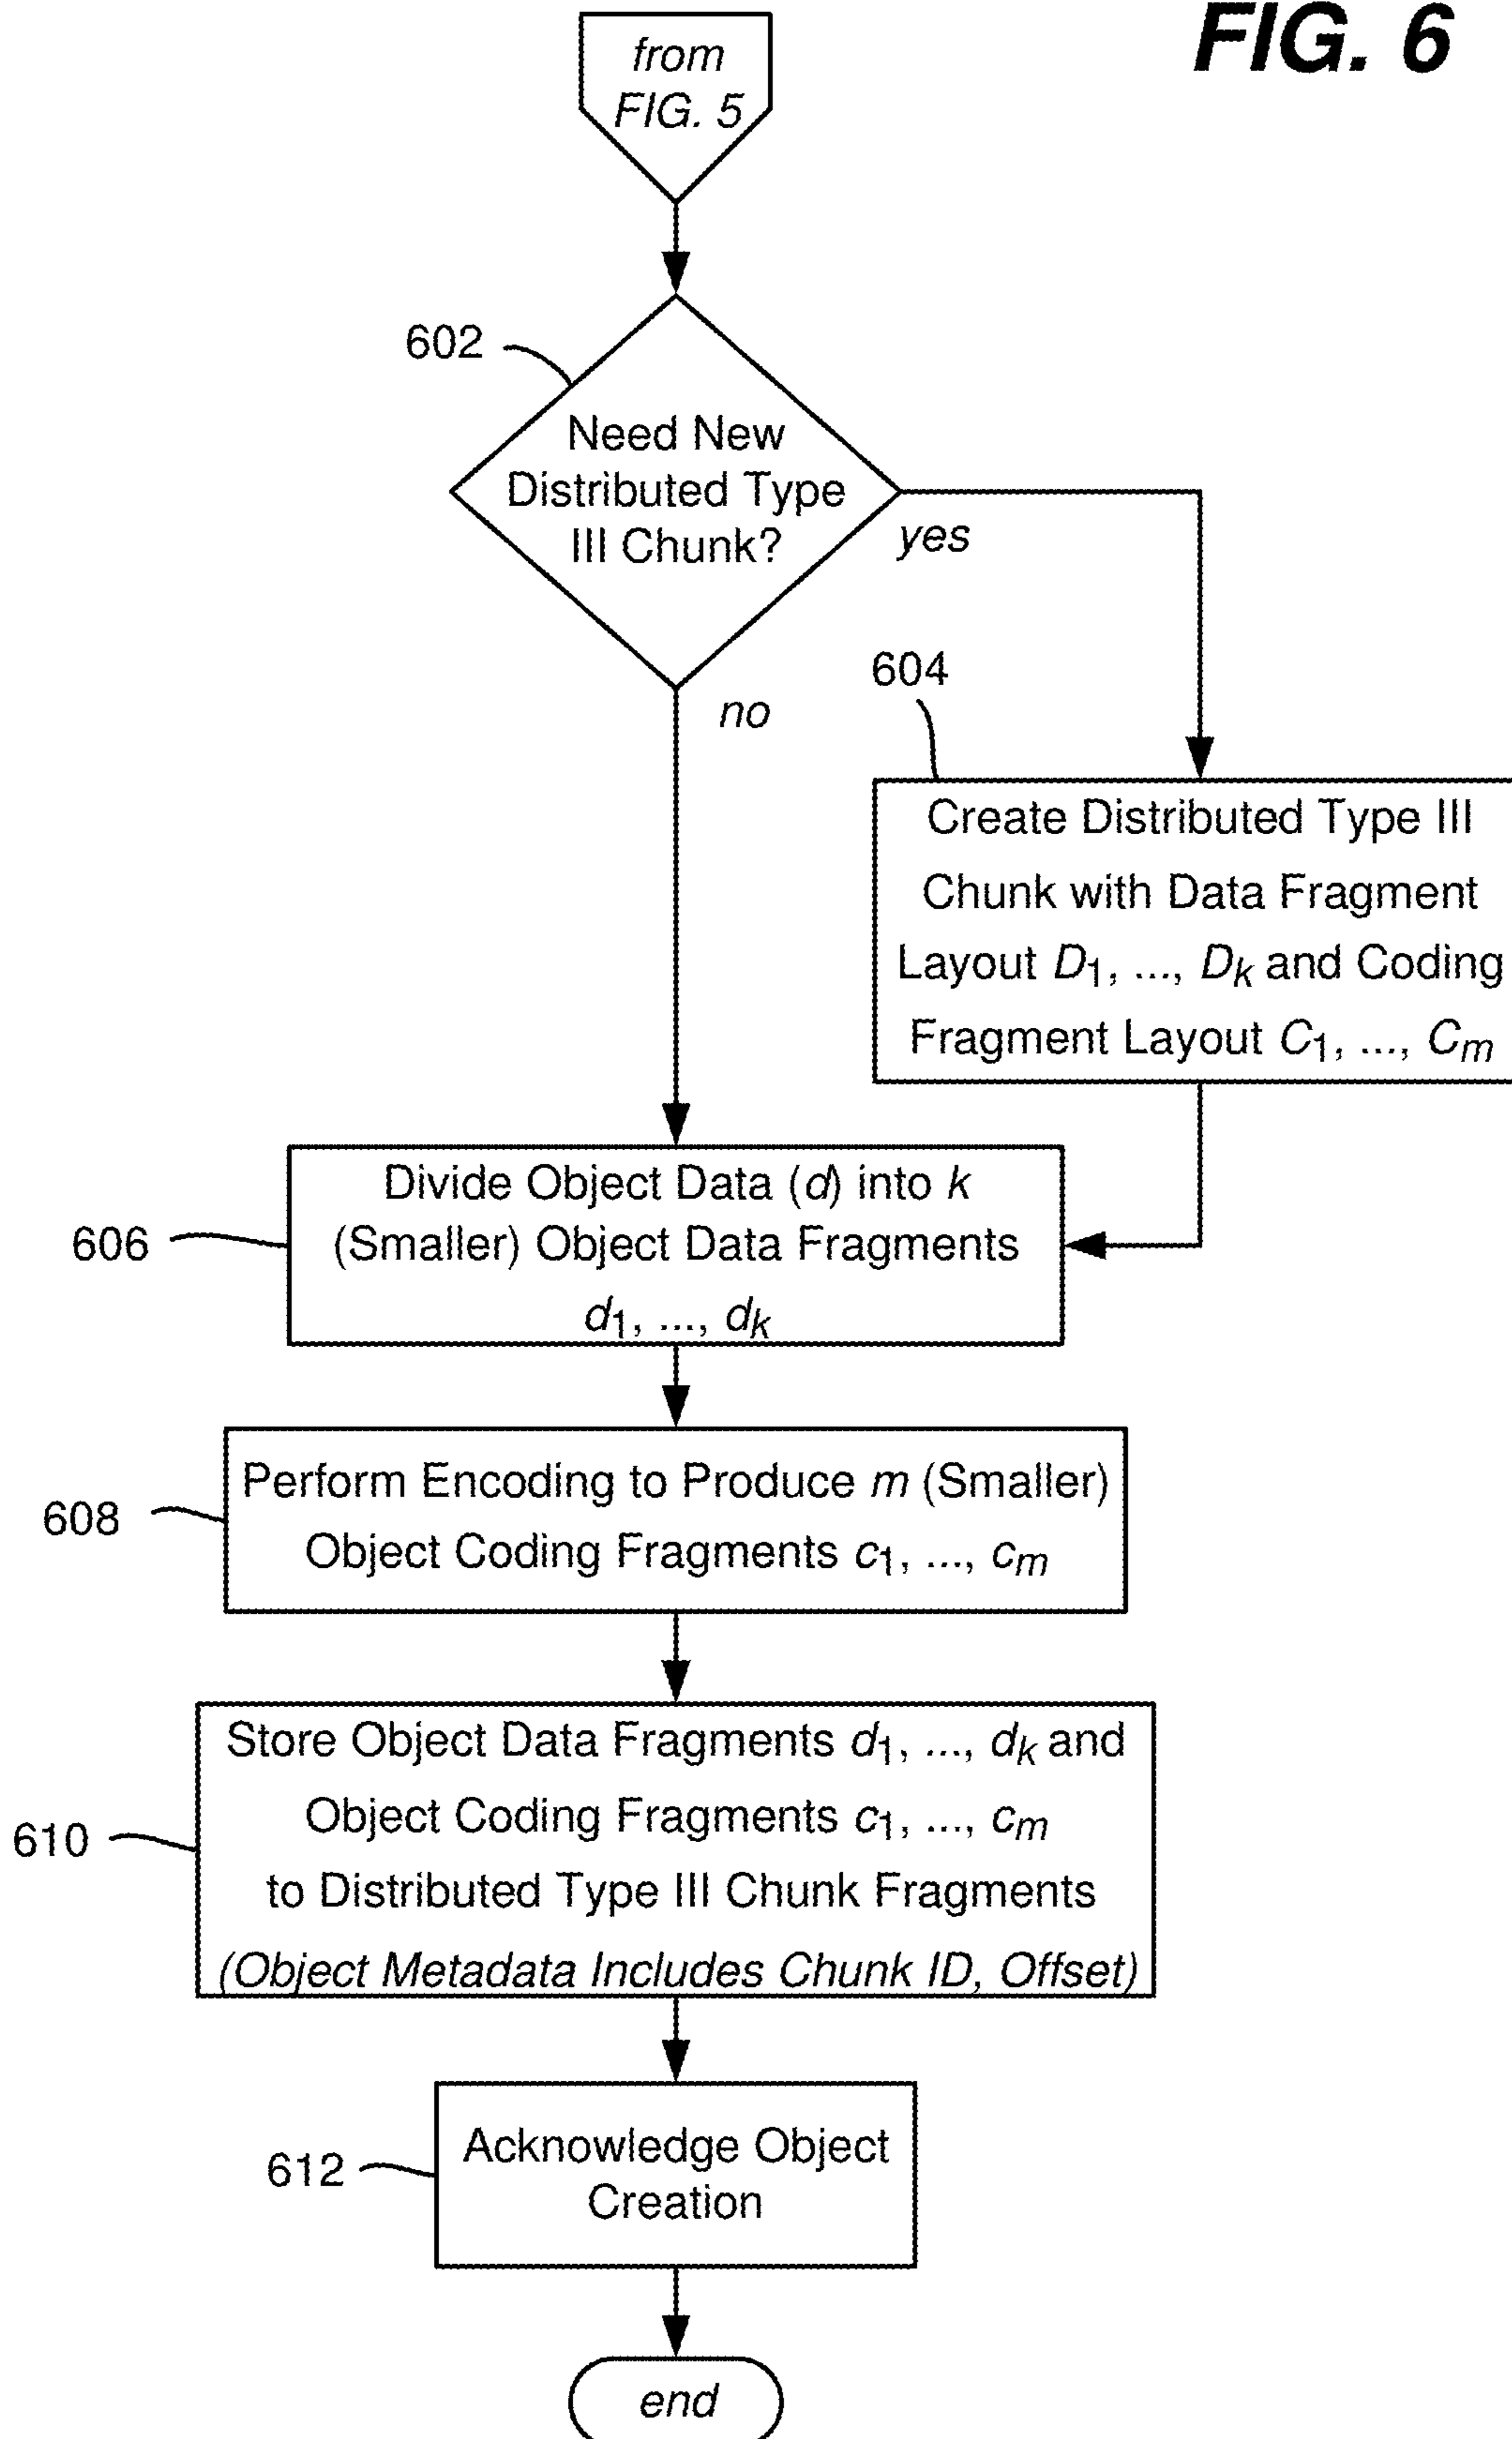 FIG. 6
from
FIG. 5
602
Need New
Distributed Type
III Chunk?
yes
no
604
Create Distributed Type III
Chunk with Data Fragment
Layout D1, ..., Dk and Coding
Fragment Layout C1, ..., Cm
606
Divide Object Data (d) into k
(Smaller) Object Data Fragments
d1, ..., dk
608
Perform Encoding to Produce m (Smaller)
Object Coding Fragments c1, ..., cm
610
Store Object Data Fragments d1, ..., dk and
Object Coding Fragments c1, ..., cm
to Distributed Type III Chunk Fragments
(Object Metadata Includes Chunk ID, Offset)
612
Acknowledge Object
Creation
end